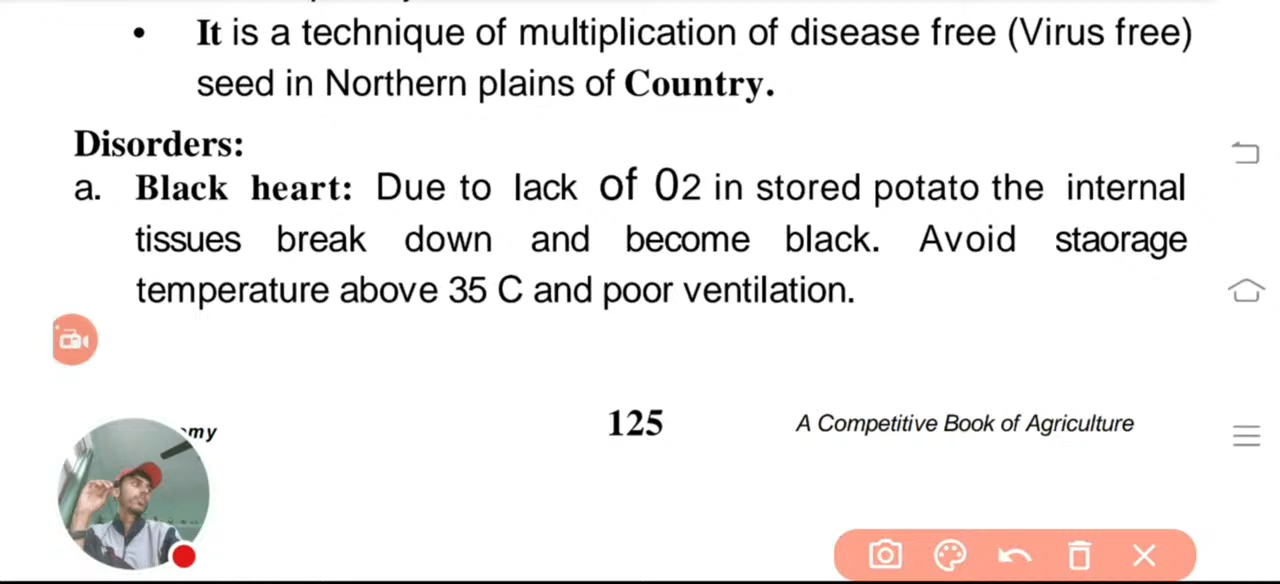 • It is a technique of multiplication of disease free (Virus free)
seed in Northern plains of Country.
Disorders:
a. Black heart: Due to lack of 02 in stored potato the internal
tissues break down and become black. Avoid staorage
temperature above 35 C and poor ventilation.
my 125 A Competitive Book of Agriculture